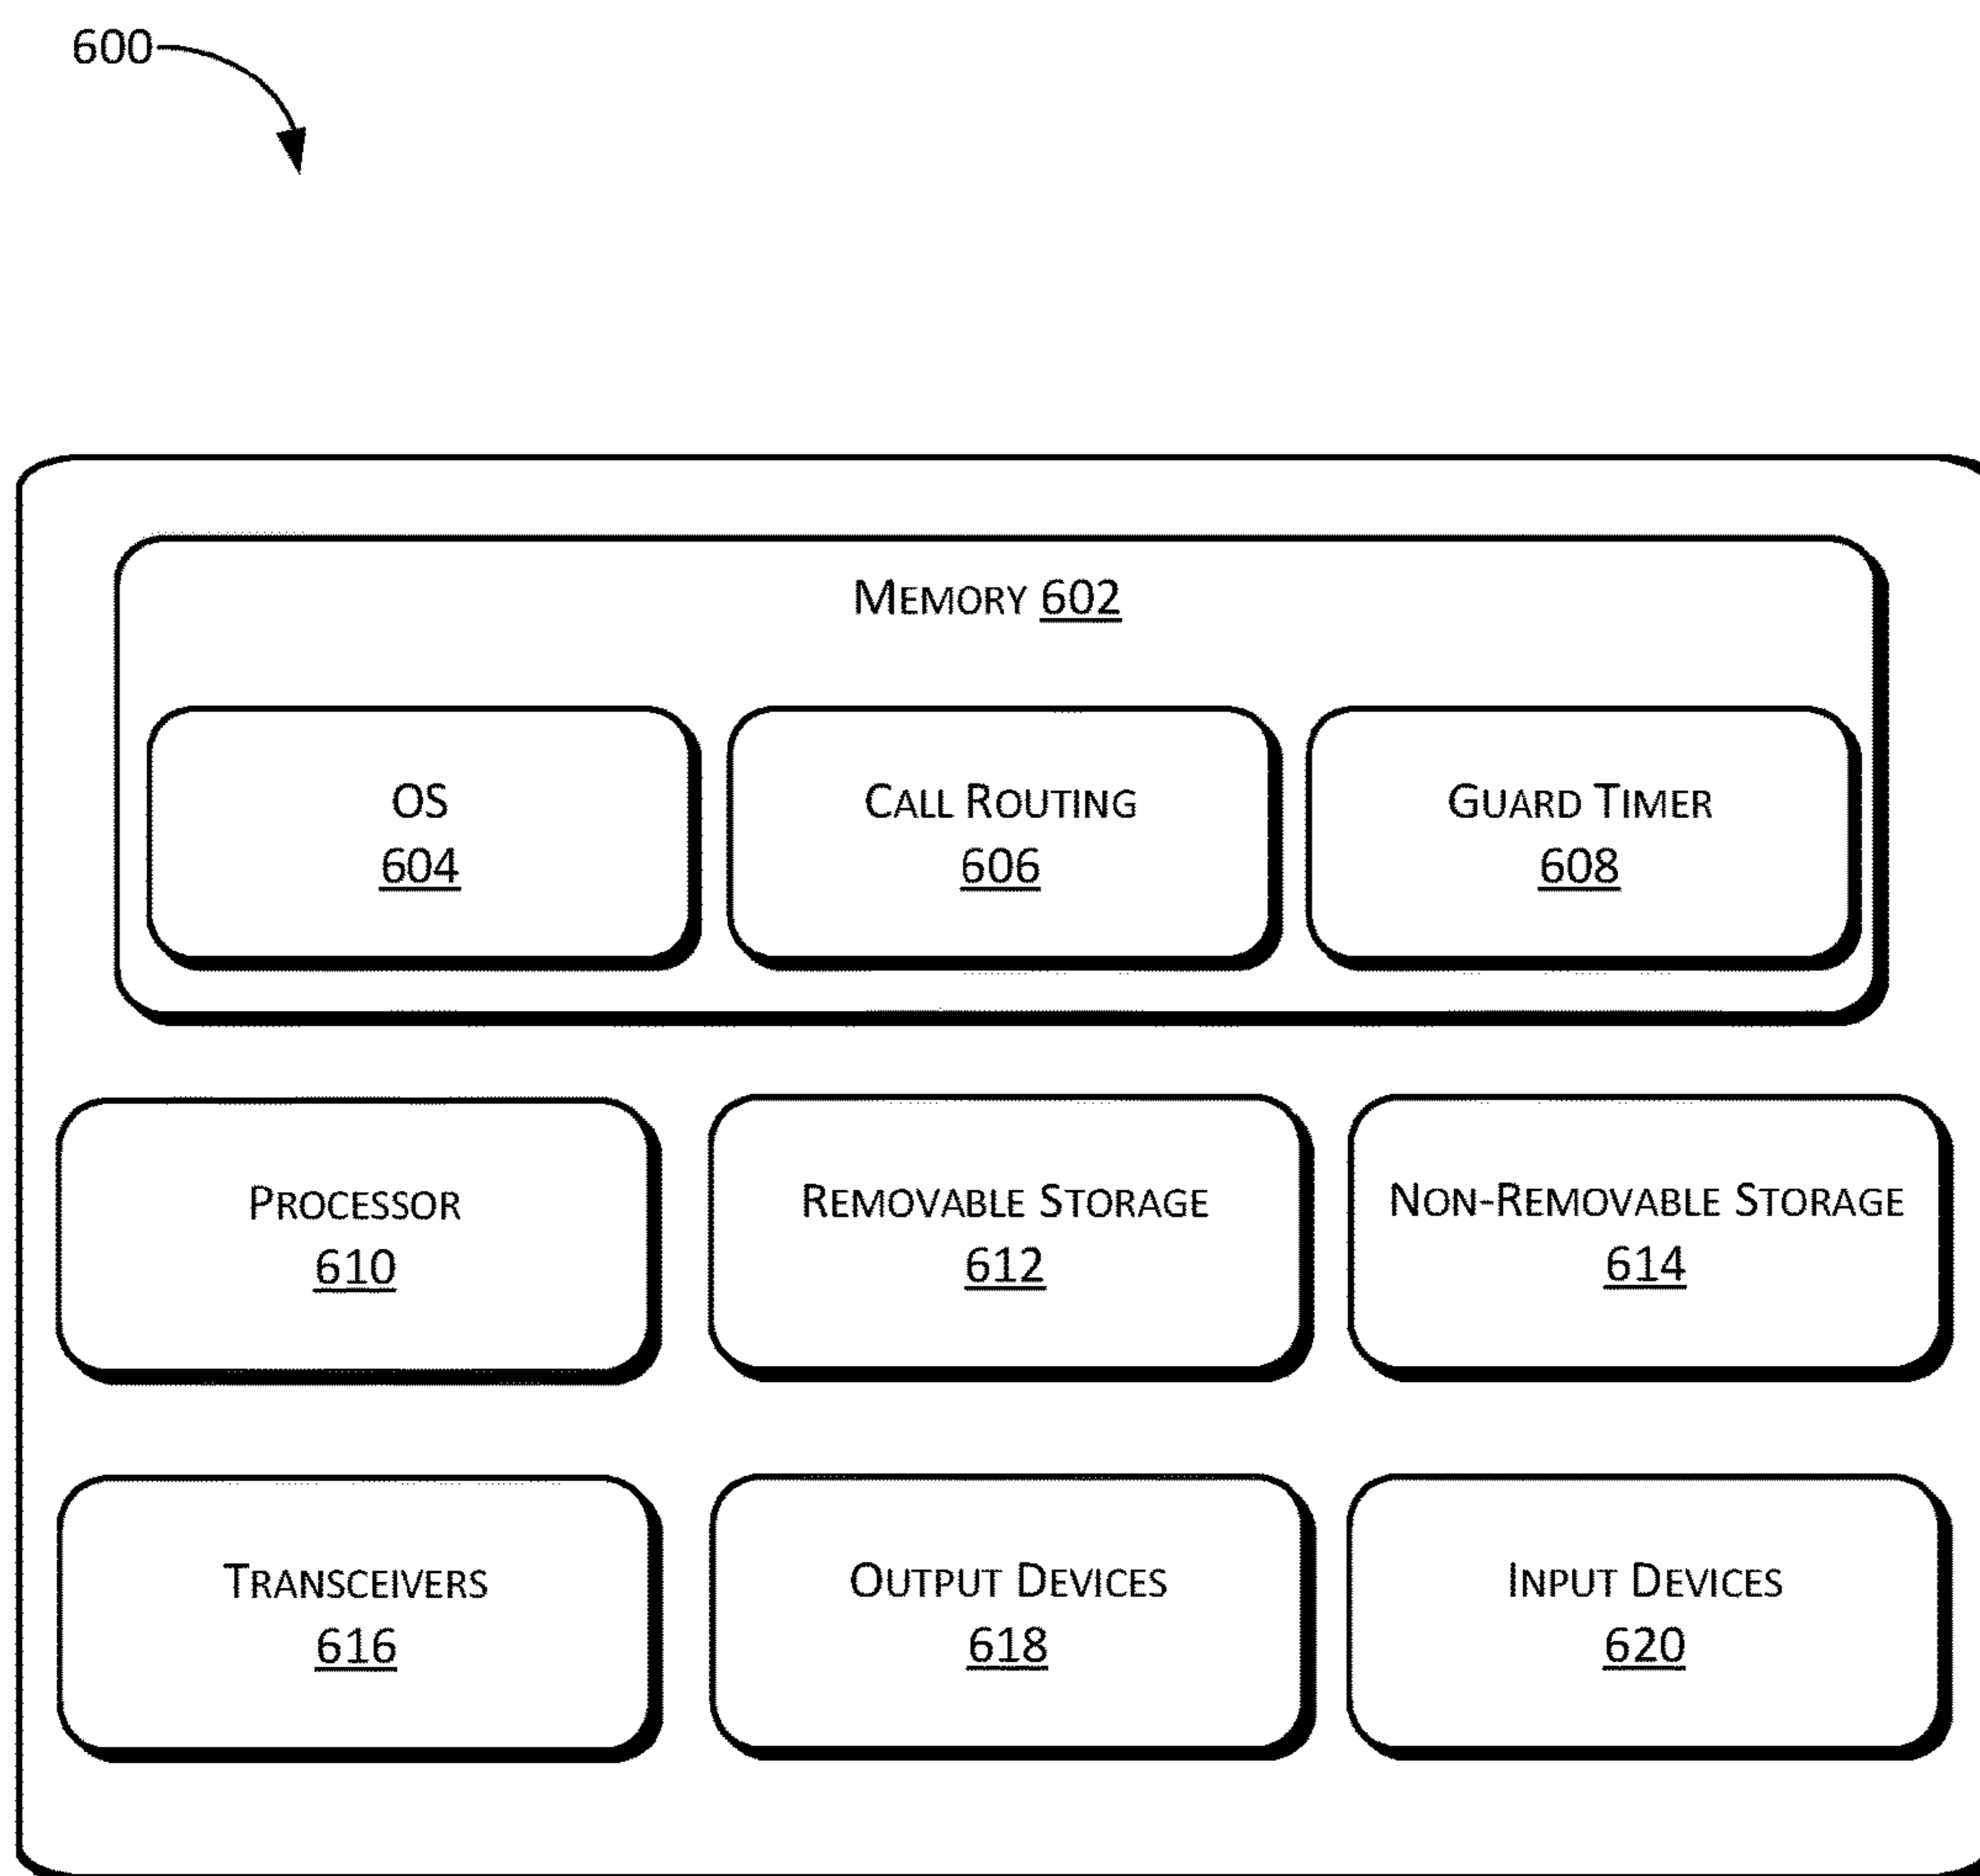 600
MEMORY 602
OS
604
CALL ROUTING
606
GUARD TIMER
608
PROCESSOR
610
REMOVABLE STORAGE
612
NON-REMOVABLE STORAGE
614
TRANSCEIVERS
616
OUTPUT DEVICES
618
INPUT DEVICES
620